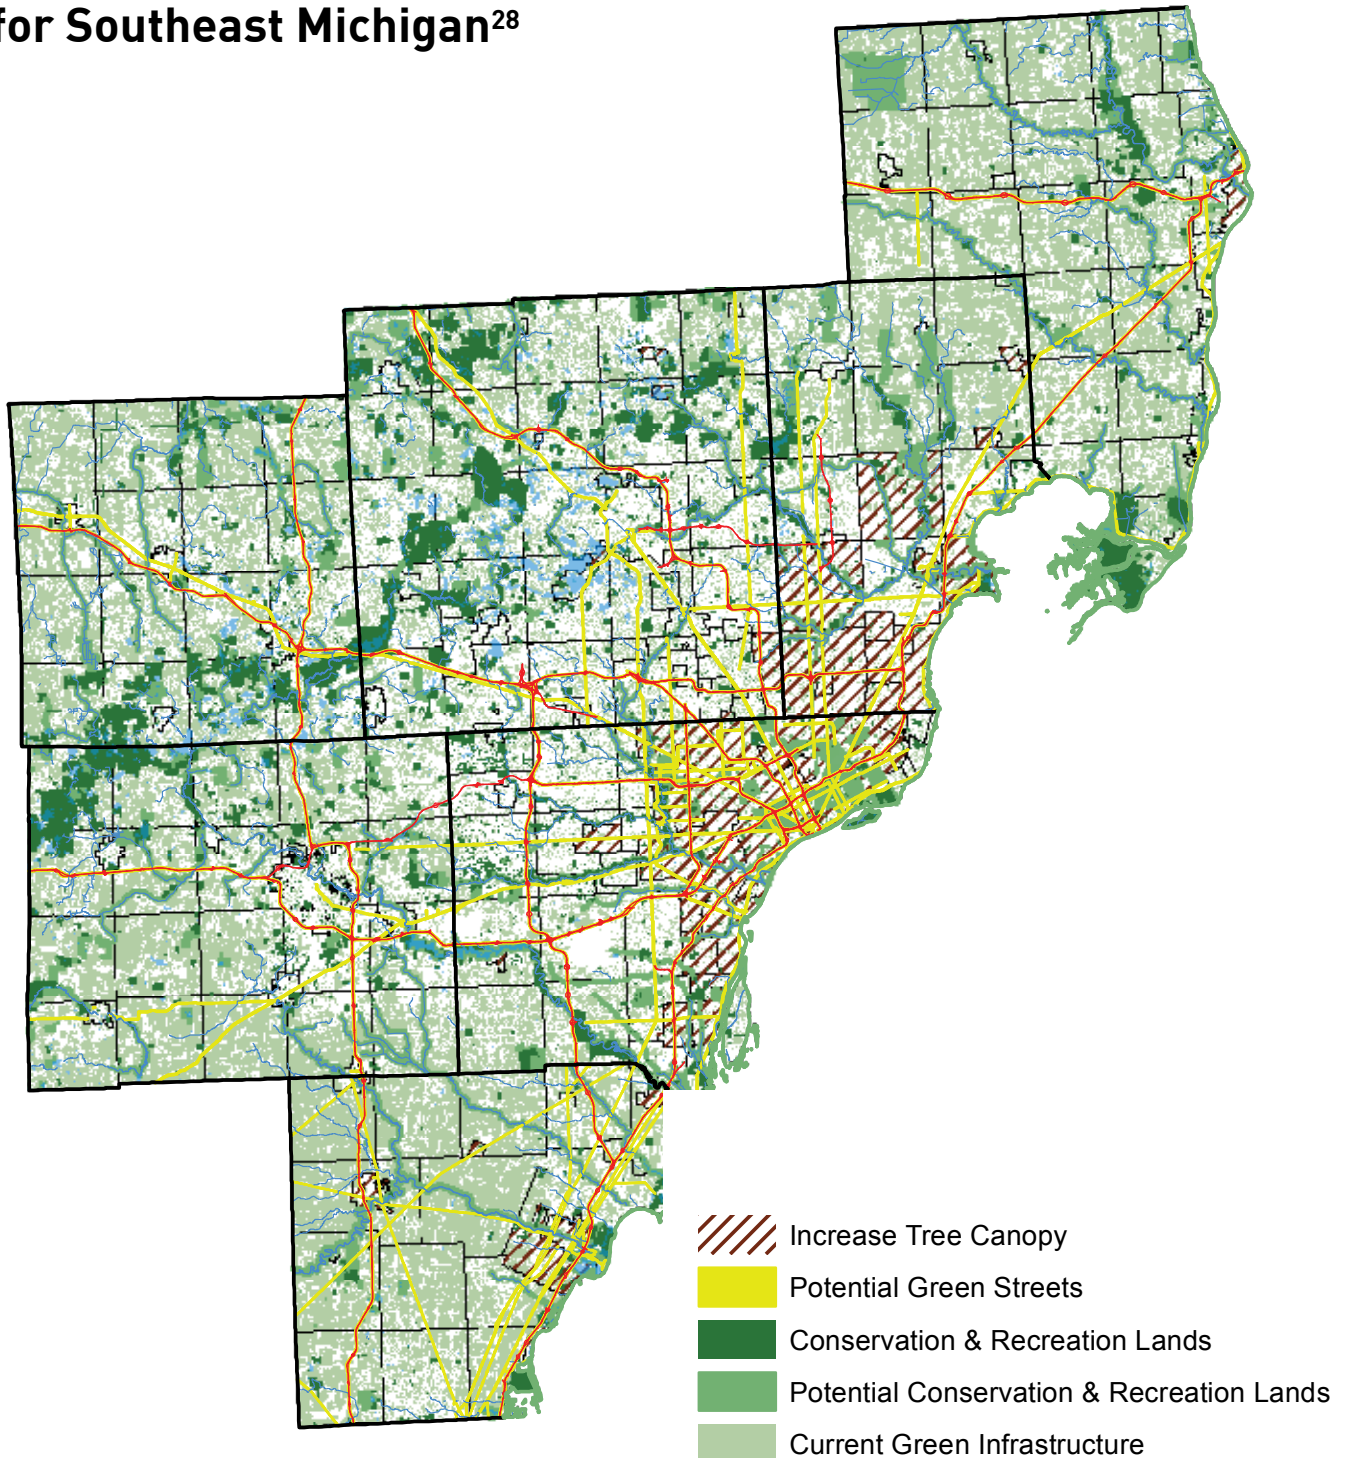 for Southeast Michigan28
Increase Tree Canopy
Potential Green Streets
Conservation & Recreation Lands
Potential Conservation & Recreation Lands
Current Green Infrastructure